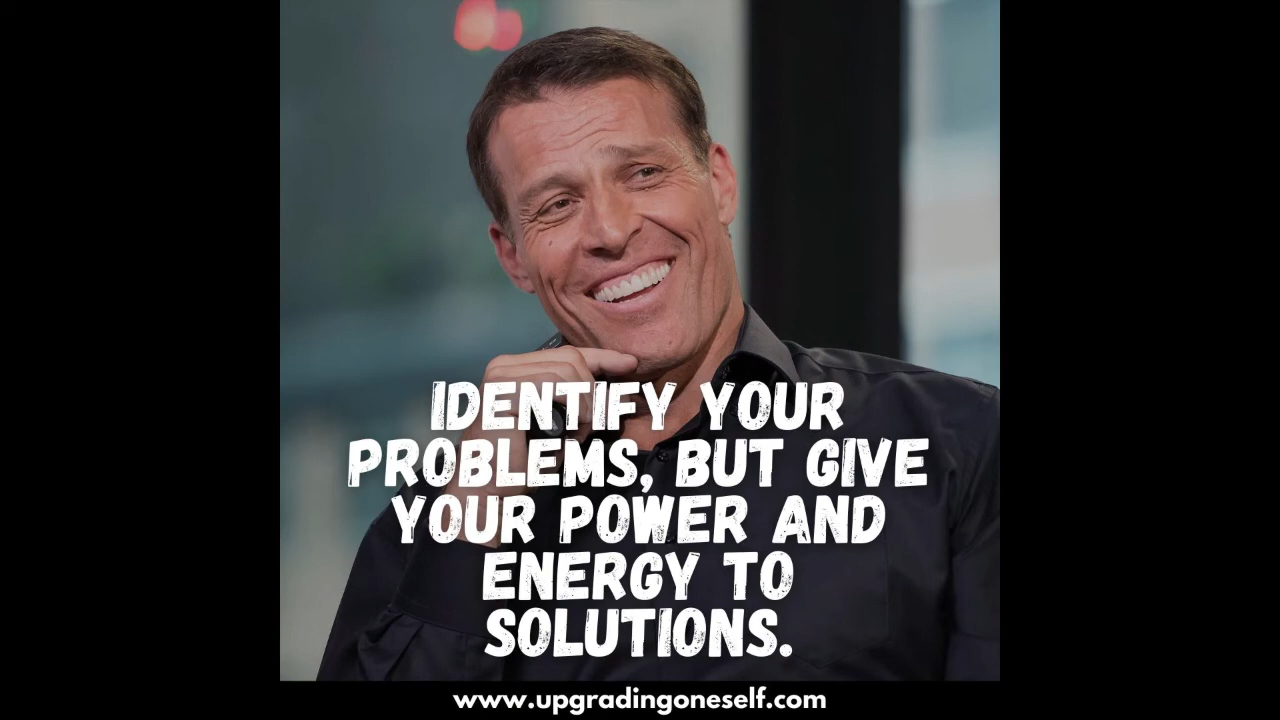 IDENTIFY YOUR
PROBLEMS, BUT GIVE
YOUR POWER AND
ENERGY TO
SOLUTIONS.
www.upgradingoneself.com